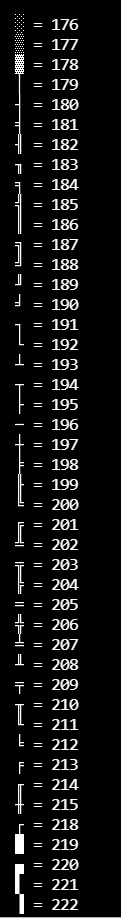 ░ = 176
▒ = 177
▓ = 178
│ = 179
┤ = 180
╡ = 181
╢ = 182
╖ = 183
╕ = 184
╣ = 185
║ = 186
╗ = 187
╝ = 188
╜ = 189
╛ = 190
┐ = 191
└ = 192
┴ = 193
┬ = 194
├ = 195
─ = 196
┼ = 197
╞ = 198
╟ = 199
╚ = 200
╔ = 201
╩ = 202
╦ = 203
╠ = 204
═ = 205
╬ = 206
╧ = 207
╨ = 208
╤ = 209
╥ = 210
╙ = 211
╘ = 212
╒ = 213
╓ = 214
╫ = 215
┌ = 218
█ = 219
▄ = 220
▌ = 221
▐ = 222